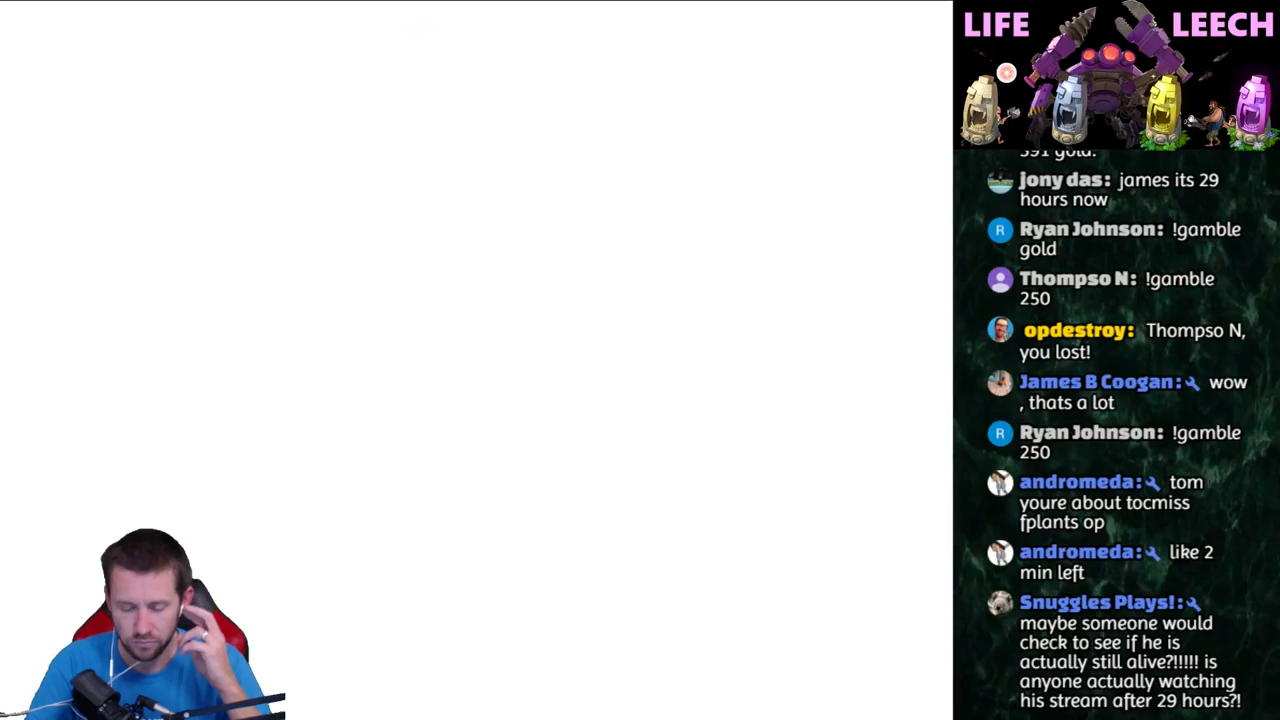 LIFE LEECH
391 gold.
jony das: james its 29
hours now
Ryan Johnson: !gamble
gold
Thompso N: !gamble
250
opdestroy: Thompso N,
you lost!
James B Coogan: wow
, thats a lot
Ryan Johnson: !gamble
250
andromeda: tom
youre about tocmiss
fplants op
andromeda: like 2
min left
Snuggles Plays!:
maybe someone would
check to see if he is
actually still alive?!!!!! is
anyone actually watching
his stream after 29 hours?!